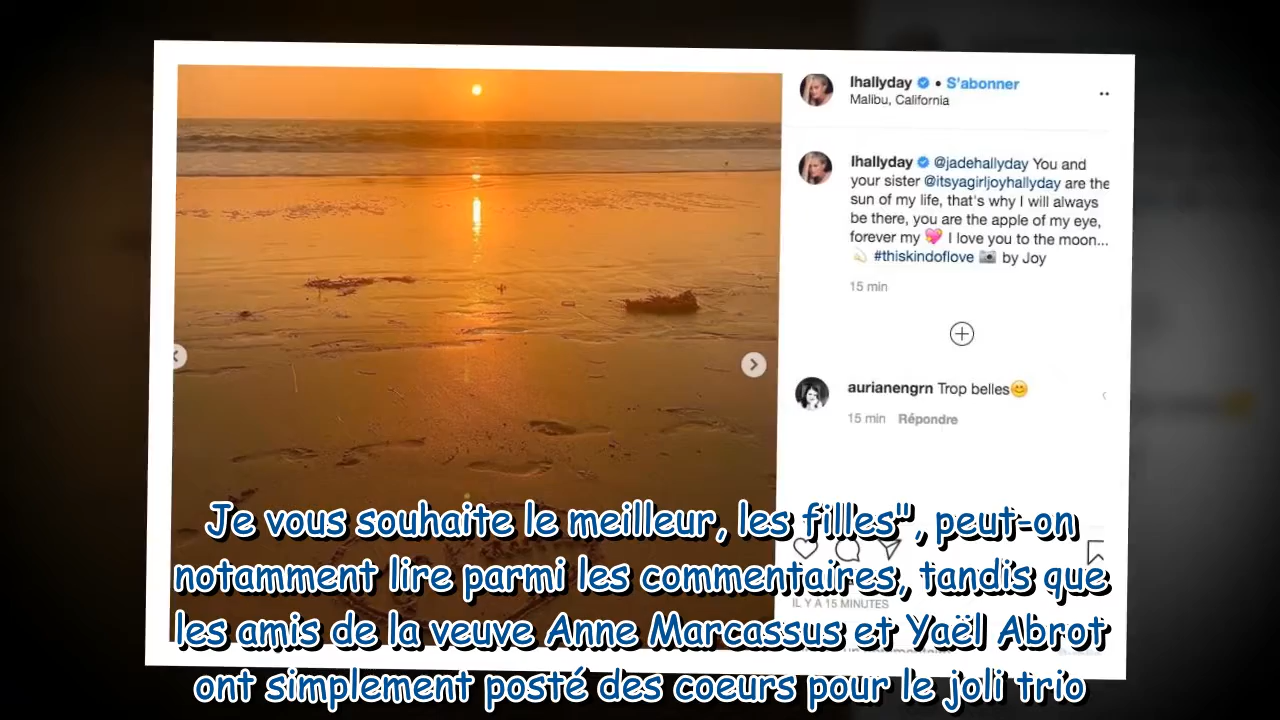 lhallyday • S'abonner
Malibu, California
lhallyday @jadehallyday You and
your sister @itsyagirljoyhallyday are the
sun of my life, that's why I will always
be there, you are the apple of my eye,
forever my 💖 I love you to the moon...
💫 #thiskindoflove 📷 by Joy
15 min
auriangengrn Trop belles😊
15 min Répondre
IL Y A 15 MINUTES
Je vous souhaite le meilleur, les filles", peut-on
notamment lire parmi les commentaires, tandis que
les amis de la veuve Anne Marcassus et Yaël Abrot
ont simplement posté des coeurs pour le joli trio